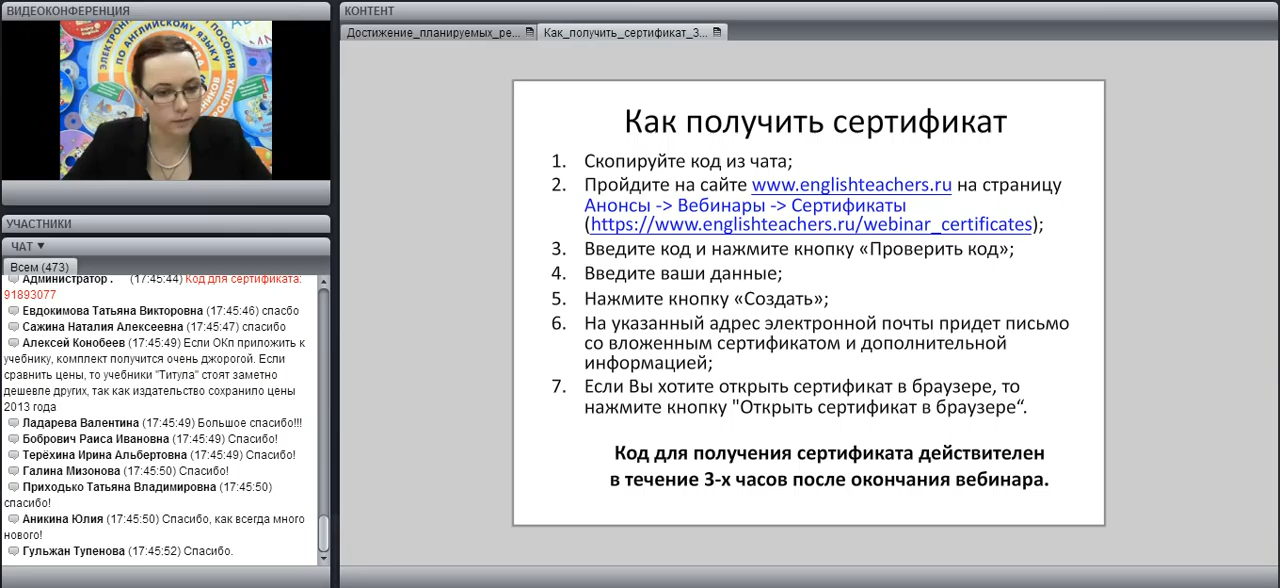 ВИДЕОКОНФЕРЕНЦИЯ
ЭЛЕКТРОН
ПОСОБИЯ
ПО АНГЛИЙСКОМУ ЯЗЫКУ
УЧАСТНИКИ
ЧАТ ▼
Всем (473)
Администратор . (17:45:44) Код для сертификата:
91893077
Евдокимова Татьяна Викторовна (17:45:46) спасбо
Сажина Наталия Алексеевна (17:45:47) спасибо
Алексей Конобеев (17:45:49) Если ОКп приложить к
учебнику, комплект получится очень джорогой. Если
сравнить цены, то учебники "Титула" стоят заметно
дешевле других, так как издательство сохранило цены
2013 года
Ладарева Валентина (17:45:49) Большое спасибо!!!
Бобрович Раиса Ивановна (17:45:49) Спасибо!
Терёхина Ирина Альбертовна (17:45:49) Спасибо!
Галина Мизонова (17:45:50) Спасибо!
Приходько Татьяна Владимировна (17:45:50)
спасибо!
Аникина Юлия (17:45:50) Спасибо, как всегда много
нового!
Гульжан Тупенова (17:45:52) Спасибо.
КОНТЕНТ
Достижение_планируемых_ре... Как_получить_сертификат_3...
Как получить сертификат
1. Скопируйте код из чата;
2. Пройдите на сайте www.englishteachers.ru на страницу
Анонсы -> Вебинары -> Сертификаты
(https://www.englishteachers.ru/webinar_certificates);
3. Введите код и нажмите кнопку «Проверить код»;
4. Введите ваши данные;
5. Нажмите кнопку «Создать»;
6. На указанный адрес электронной почты придет письмо
со вложенным сертификатом и дополнительной
информацией;
7. Если Вы хотите открыть сертификат в браузере, то
нажмите кнопку "Открыть сертификат в браузере“.
Код для получения сертификата действителен
в течение 3-х часов после окончания вебинара.